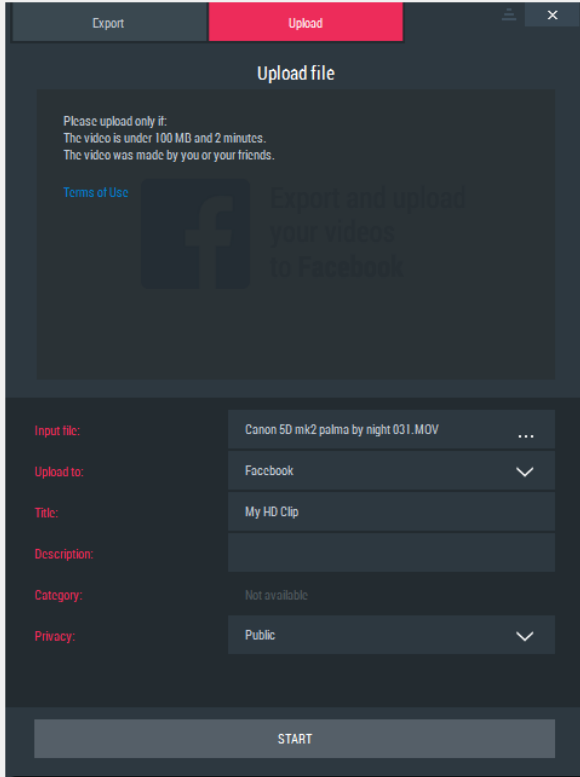 Export
Upload
Upload file
Please upload only if:
The video is under 100 MB and 2 minutes.
The video was made by you or your friends.
Terms of Use
Export and upload
your videos
to Facebook
Input file:
Canon 5D mk2 palma by night 031.MOV
...
Upload to:
Facebook
Title:
My HD Clip
Description:
Category:
Not available
Privacy:
Public
START